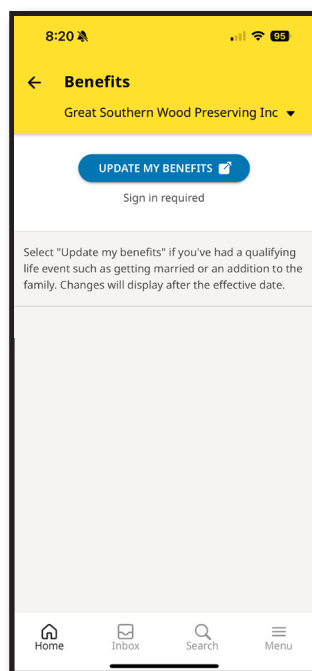 8:20
95
Benefits
Great Southern Wood Preserving Inc
UPDATE MY BENEFITS
Sign in required
Select "Update my benefits" if you've had a qualifying
life event such as getting married or an addition to the
family. Changes will display after the effective date.
Home Inbox Search Menu